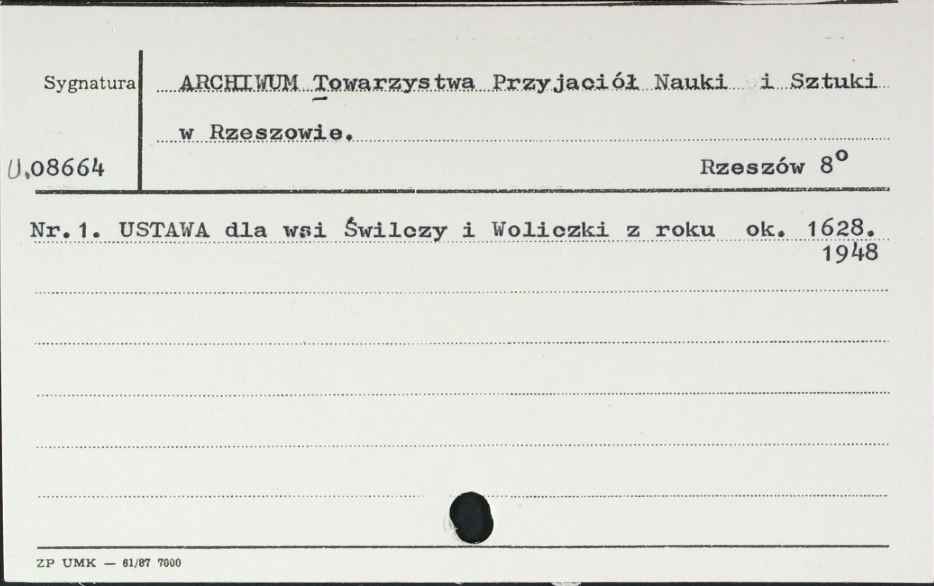 Sygnatura ARCHIWUM Towarzystwa Przyjaciół Nauki i Sztuki
w Rzeszowie.
U.08664 Rzeszów 8°
Nr.1. USTAWA dla wsi Świlczy i Woliczki z roku ok. 1628.
1948
ZP UMK — 61/87 7000